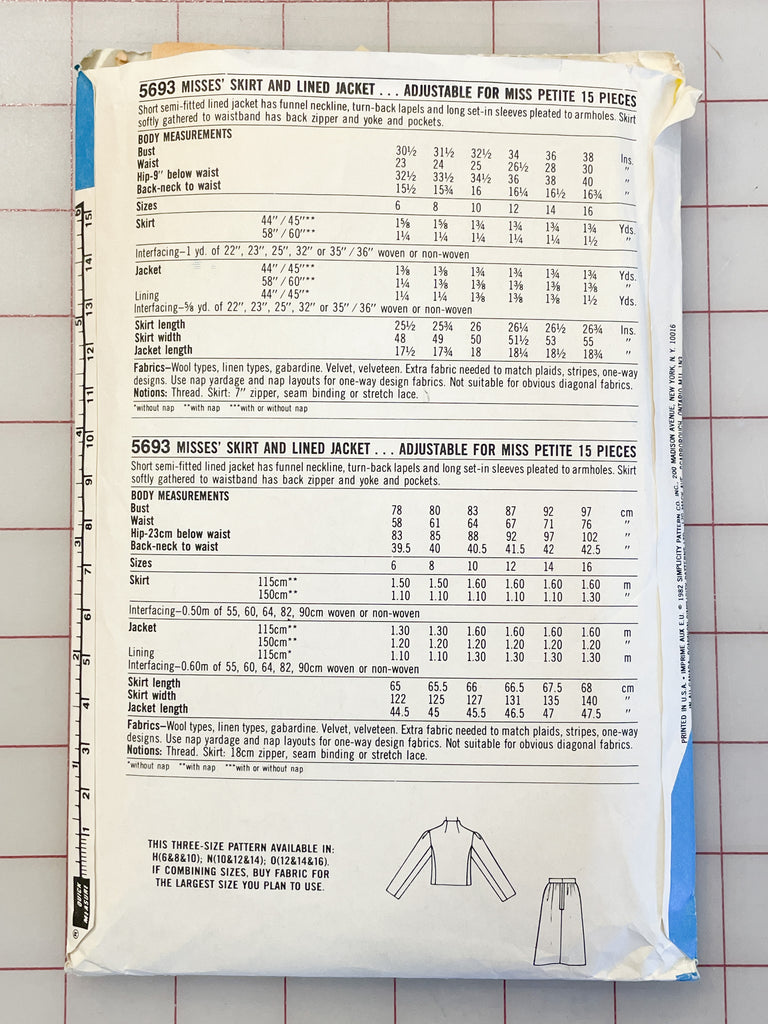 5693 MISSES' SKIRT AND LINED JACKET . . . ADJUSTABLE FOR MISS PETITE 15 PIECES
Short semi-fitted lined jacket has funnel neckline, turn-back lapels and long set-in sleeves pleated to armholes. Skirt
softly gathered to waistband has back zipper and yoke and pockets.
BODY MEASUREMENTS
Bust 30½ 31½ 32½ 34 36 38 Ins.
Waist 23 24 25 26½ 28 30 "
Hip-9" below waist 32½ 33½ 34½ 36 38 40 "
Back-neck to waist 15½ 15¾ 16 16¼ 16½ 16¾ "
Sizes 6 8 10 12 14 16
Skirt 44"/45"** 1⅝ 1⅝ 1¾ 1¾ 1¾ 1¾ Yds.
58"/60"** 1¼ 1¼ 1¼ 1¼ 1¼ 1½ "
Interfacing–1 yd. of 22", 23", 25", 32" or 35"/36" woven or non-woven
Jacket 44"/45"** 1⅜ 1⅜ 1¾ 1¾ 1¾ 1¾ Yds.
58"/60"** 1¼ 1⅜ 1⅜ 1⅜ 1⅜ 1⅜ "
Lining 44"/45"** 1¼ 1¼ 1⅜ 1⅜ 1⅜ 1½ Yds.
Interfacing–⅝ yd. of 22", 23", 25", 32" or 35"/36" woven or non-woven
Skirt length 25½ 25¾ 26 26¼ 26½ 26¾ Ins.
Skirt width 48 49 50 51½ 53 55 "
Jacket length 17½ 17¾ 18 18¼ 18½ 18¾ "
Fabrics–Wool types, linen types, gabardine. Velvet, velveteen. Extra fabric needed to match plaids, stripes, one-way
designs. Use nap yardage and nap layouts for one-way design fabrics. Not suitable for obvious diagonal fabrics.
Notions: Thread. Skirt: 7" zipper, seam binding or stretch lace.
*without nap **with nap ***with or without nap
5693 MISSES' SKIRT AND LINED JACKET . . . ADJUSTABLE FOR MISS PETITE 15 PIECES
Short semi-fitted lined jacket has funnel neckline, turn-back lapels and long set-in sleeves pleated to armholes. Skirt
softly gathered to waistband has back zipper and yoke and pockets.
BODY MEASUREMENTS
Bust 78 80 83 87 92 97 cm
Waist 58 61 64 67 71 76 "
Hip-23cm below waist 83 85 88 92 97 102 "
Back-neck to waist 39.5 40 40.5 41.5 42 42.5 "
Sizes 6 8 10 12 14 16
Skirt 115cm** 1.50 1.50 1.60 1.60 1.60 1.60 m
150cm** 1.10 1.10 1.10 1.10 1.10 1.30 "
Interfacing–0.50m of 55, 60, 64, 82, 90cm woven or non-woven
Jacket 115cm** 1.30 1.30 1.60 1.60 1.60 1.60 m
150cm** 1.20 1.20 1.20 1.20 1.20 1.20 "
Lining 115cm* 1.10 1.10 1.30 1.30 1.30 1.30 m
Interfacing–0.60m of 55, 60, 64, 82, 90cm woven or non-woven
Skirt length 65 65.5 66 66.5 67.5 68 cm
Skirt width 122 125 127 131 135 140 "
Jacket length 44.5 45 45.5 46.5 47 47.5 "
Fabrics–Wool types, linen types, gabardine. Velvet, velveteen. Extra fabric needed to match plaids, stripes, one-way
designs. Use nap yardage and nap layouts for one-way design fabrics. Not suitable for obvious diagonal fabrics.
Notions: Thread. Skirt: 18cm zipper, seam binding or stretch lace.
*without nap **with nap ***with or without nap
THIS THREE-SIZE PATTERN AVAILABLE IN:
H(6&8&10); N(10&12&14); O(12&14&16).
IF COMBINING SIZES, BUY FABRIC FOR
THE LARGEST SIZE YOU PLAN TO USE.
PRINTED IN U.S.A. • IMPRIME AUX E.U. © 1982 SIMPLICITY PATTERN CO. INC. 200 MADISON AVENUE, NEW YORK, N. Y. 10016
6 15
14
5 13
12
11
4 10
9
3 8
7
6
2 5
4
1 3
2
1
QUICK
MEASURE
®